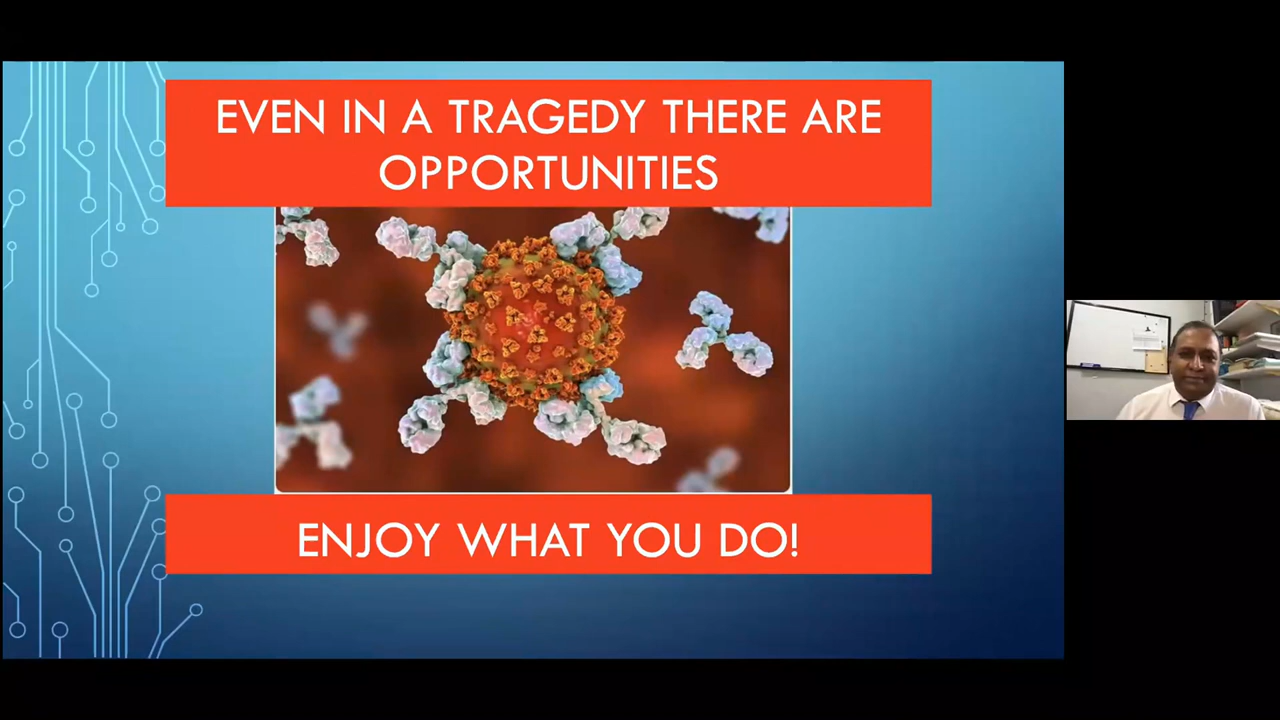 EVEN IN A TRAGEDY THERE ARE
OPPORTUNITIES
ENJOY WHAT YOU DO!